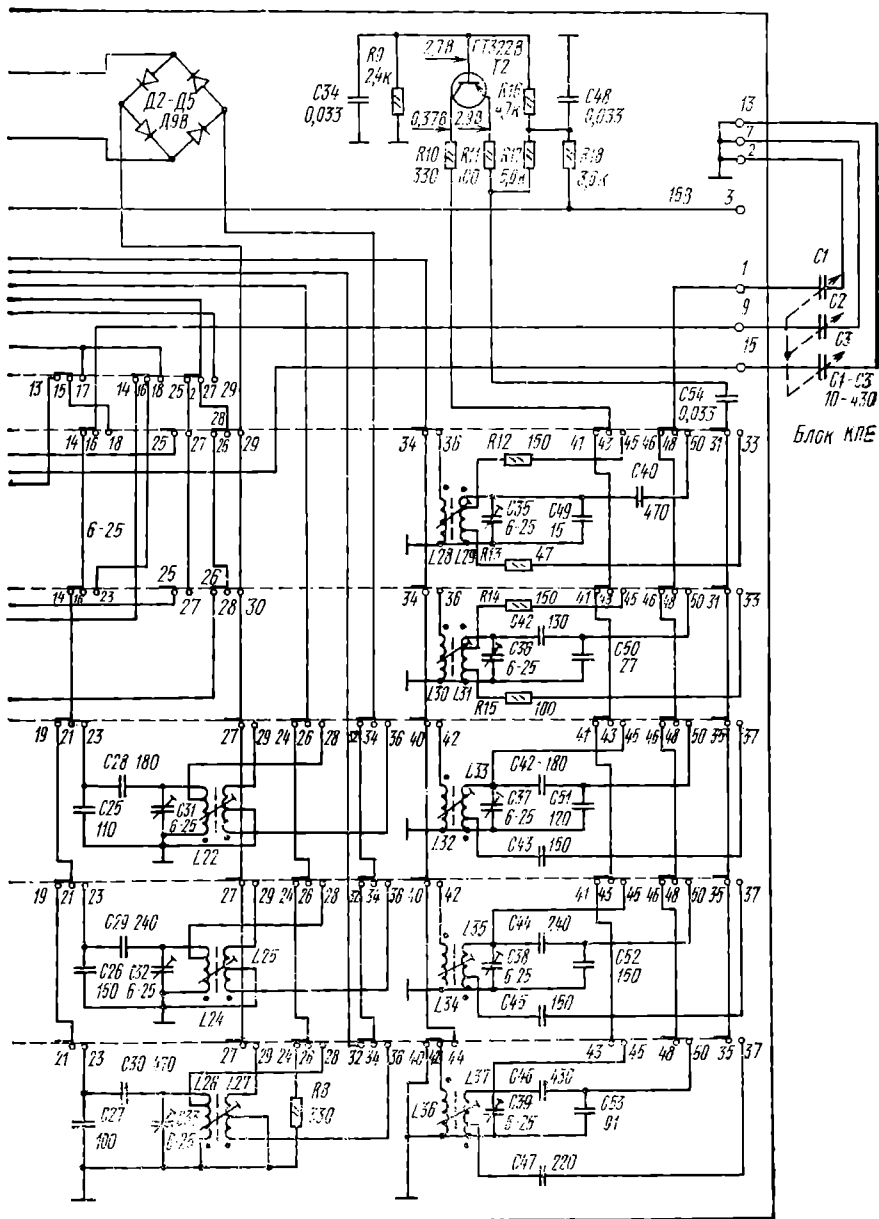 Д2-Д5
Д9В
C34
0,033
R9
2,4К
2,7В
ГТ322В
Т2
R16
4,7К
C48
0,033
0,37В
2,9В
R10
330
R11
100
R17
5,6К
R18
3,6К
13
7
2
15В
3
1
9
15
C1
C2
C3
C1-C3
10-430
Блок КПЕ
C54
0,033
13 15 17 14 16 18 25 2 27 29
28
14 16 18 25 27 26 29
34 36 R12 150 41 43 45 46 48 50 31 33
C40
470
C35
6-25
C49
15
L28 L29 R13 47
6-25
14 16 23 25 27 26 28 30
34 36 R14 150 41 43 45 46 48 50 31 33
C42 130
C36
6-25
C50
27
L30 L31
R15 100
19 21 23 27 29 24 26 28 32 34 36 40 42 41 43 45 46 48 50 35 37
C28 180
C25
110
C31
6-25
L22
L33
C42 180
C37
6-25
C51
120
L32
C43 150
19 21 23 27 29 24 26 28 32 34 36 40 42 41 43 45 46 48 50 35 37
C29 240
C26
150
C32
6-25
L25
L24
L35
C44 240
C38
6-25
C52
150
L34
C45 150
21 23 27 29 24 26 28 32 34 36 40 42 44 43 45 48 50 35 37
C30 470
C27
100
C33
6-25
L26 L27
R8
330
L37
C46 430
L36
C39
6-25
C53
91
C47 220